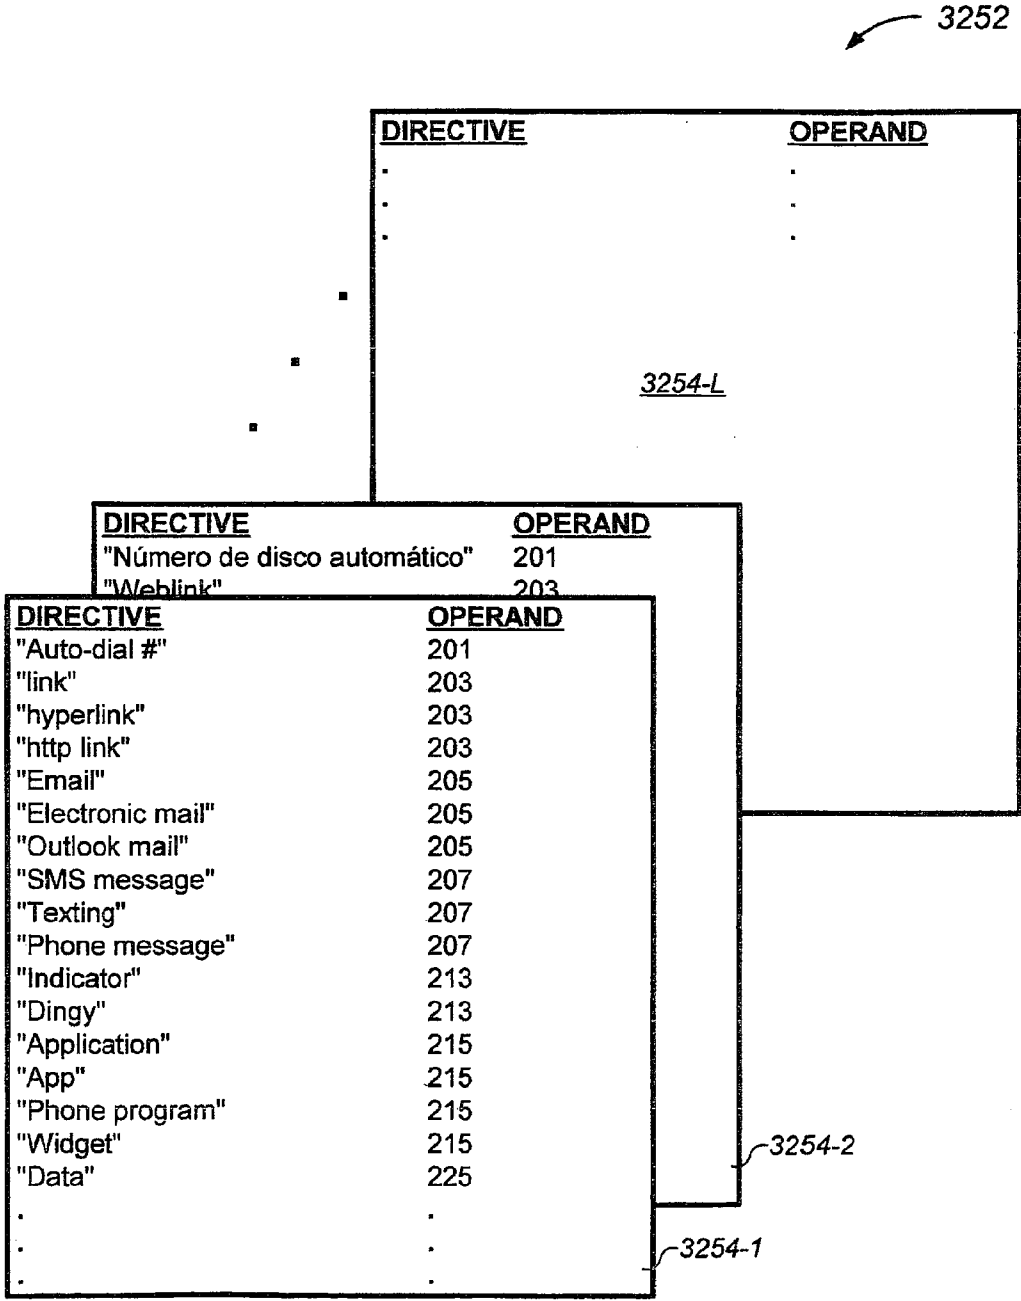 3252
DIRECTIVE OPERAND
. .
. .
. .
3254-L
DIRECTIVE OPERAND
"Número de disco automático" 201
"Weblink" 203
DIRECTIVE OPERAND
"Auto-dial #" 201
"link" 203
"hyperlink" 203
"http link" 203
"Email" 205
"Electronic mail" 205
"Outlook mail" 205
"SMS message" 207
"Texting" 207
"Phone message" 207
"Indicator" 213
"Dingy" 213
"Application" 215
"App" 215
"Phone program" 215
"Widget" 215
"Data" 225
. .
. .
. .
3254-2
3254-1